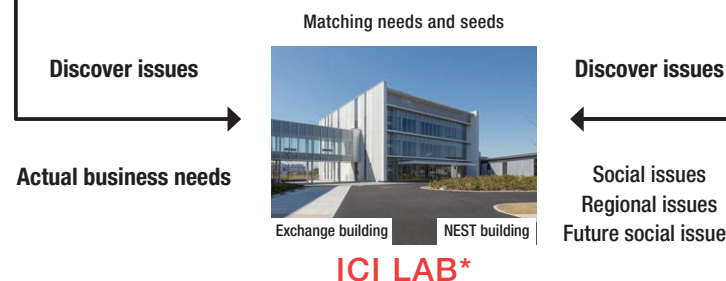 Matching needs and seeds
Discover issues
Actual business needs
Exchange building
NEST building
ICI LAB*
Discover issues
Social issues
Regional issues
Future social issue